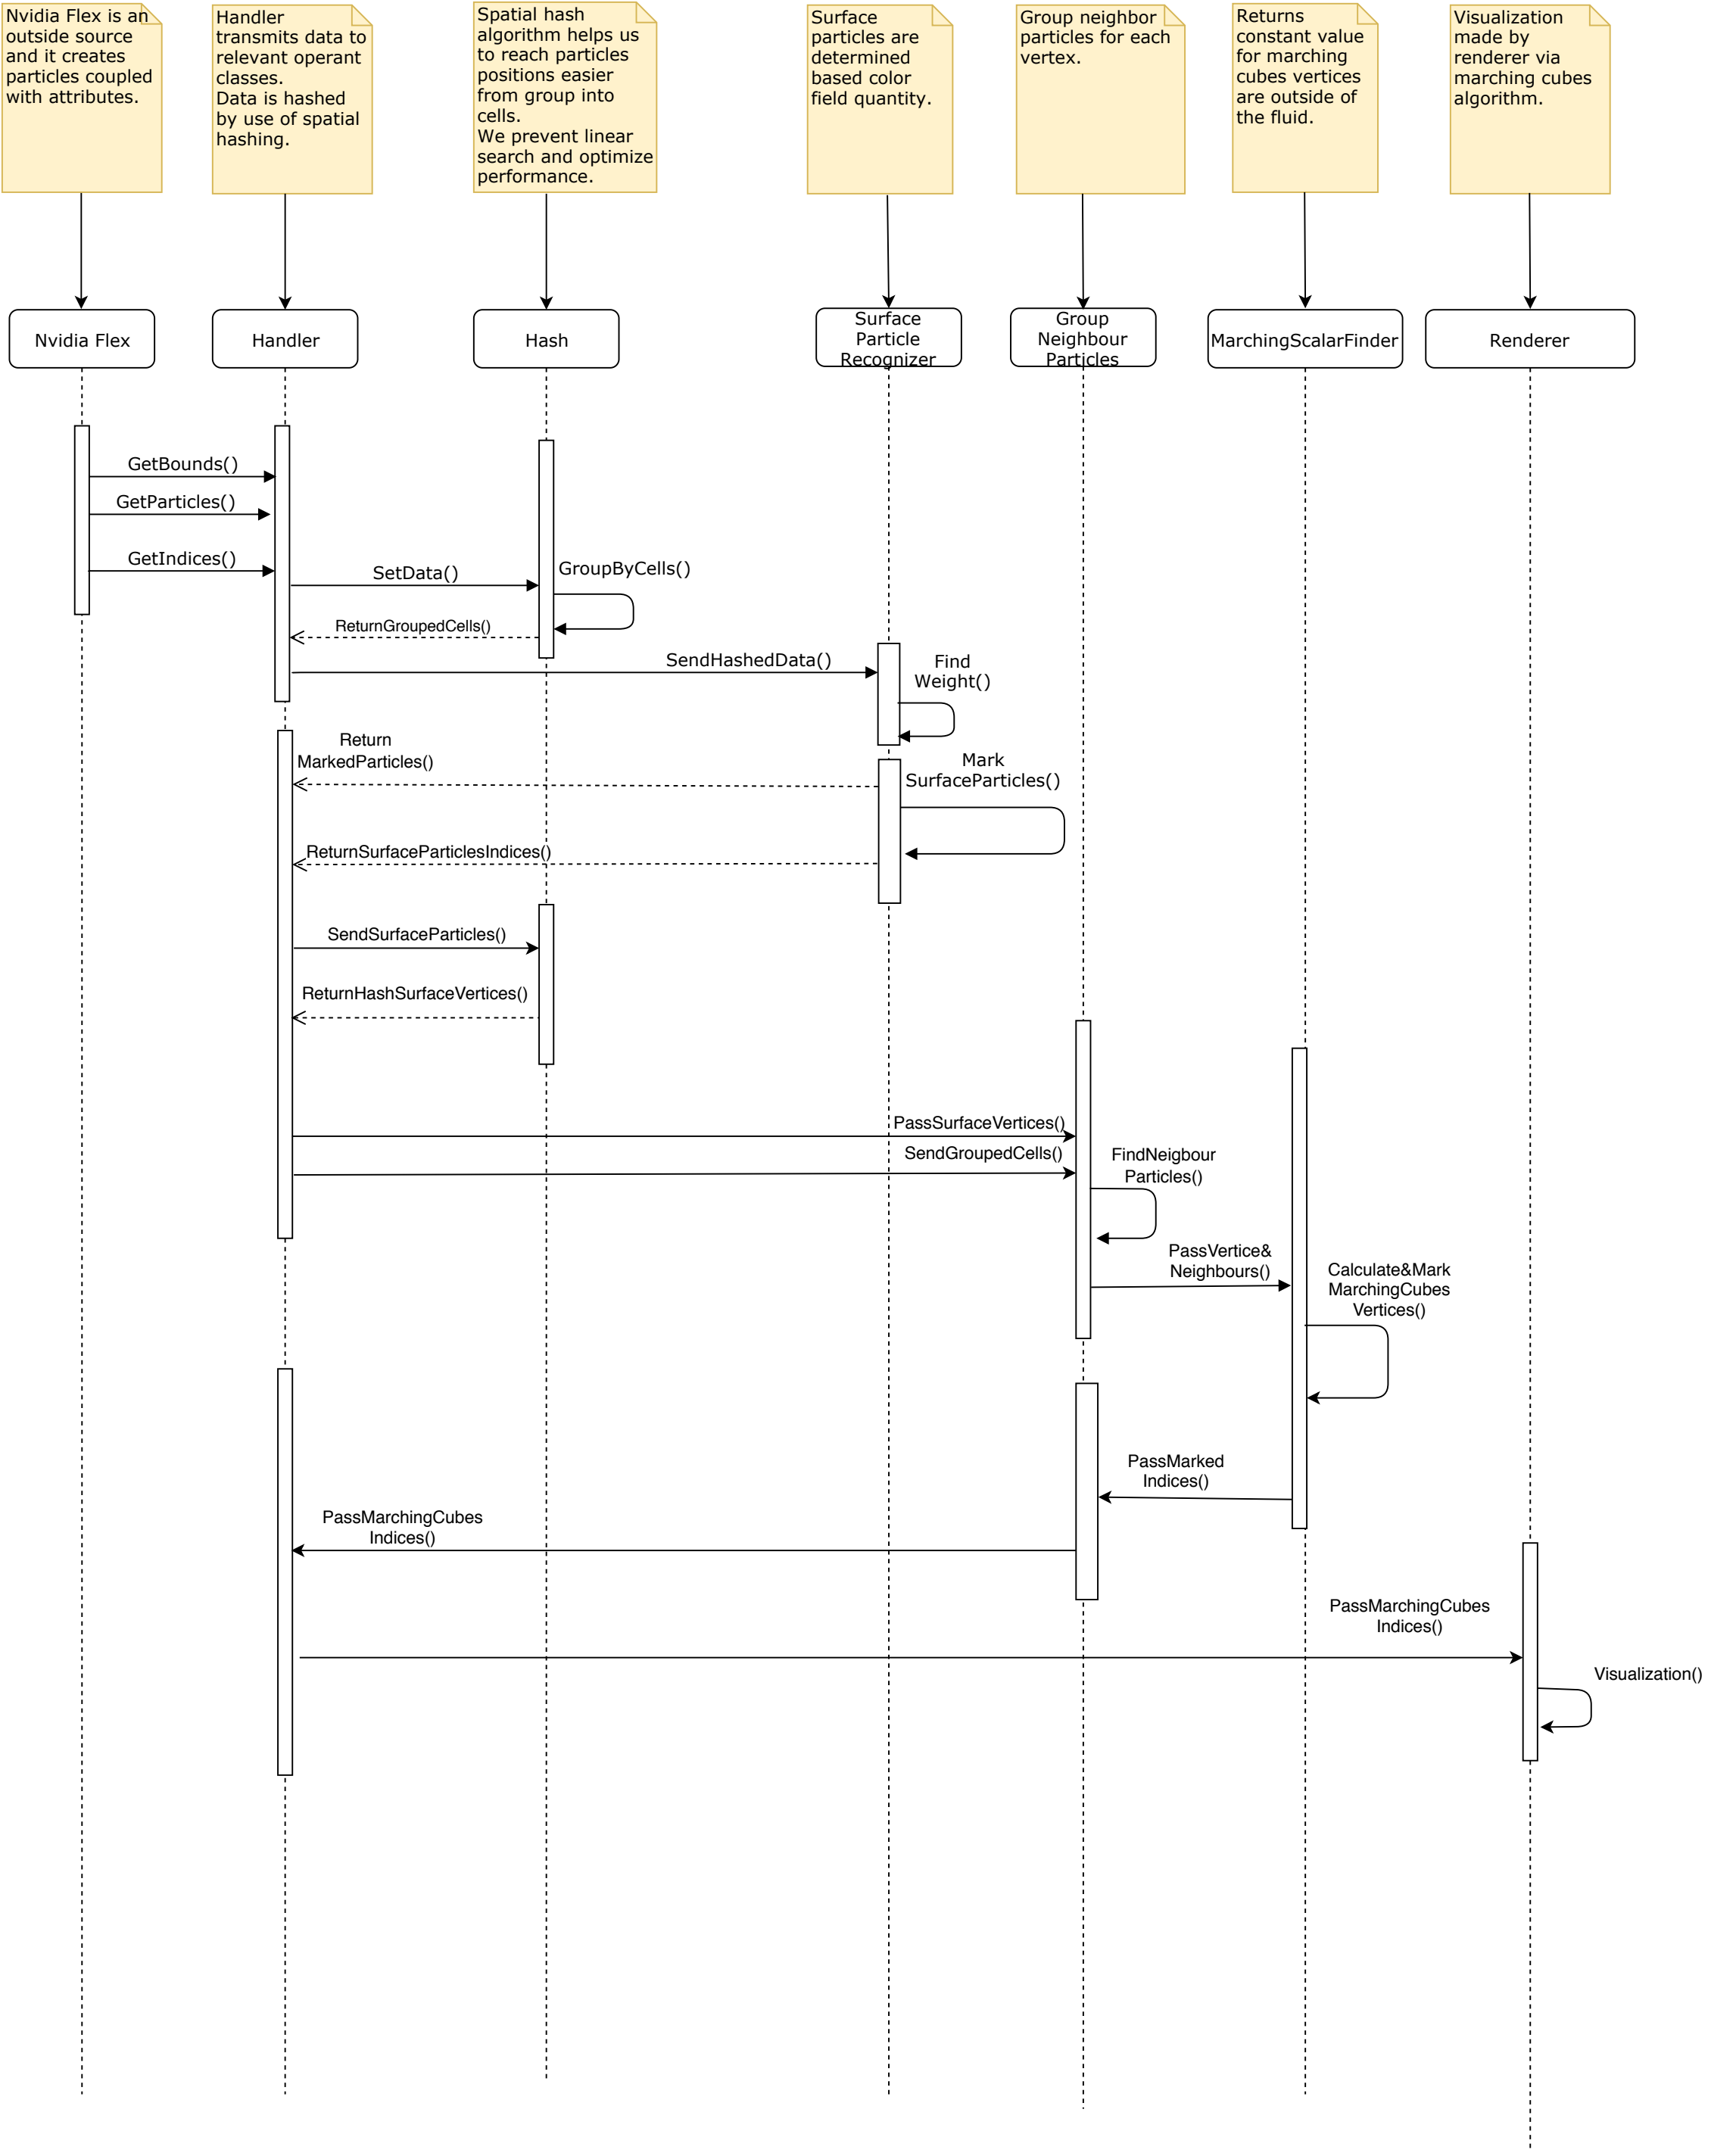 Nvidia Flex is an
outside source
and it creates
particles coupled
with attributes.
Handler
transmits data to
relevant operant
classes.
Data is hashed
by use of spatial
hashing.
Spatial hash
algorithm helps us
to reach particles
positions easier
from group into
cells.
We prevent linear
search and optimize
performance.
Surface
particles are
determined
based color
field quantity.
Group neighbor
particles for each
vertex.
Returns
constant value
for marching
cubes vertices
are outside of
the fluid.
Visualization
made by
renderer via
marching cubes
algorithm.
Nvidia Flex
Handler
Hash
Surface
Particle
Recognizer
Group
Neighbour
Particles
MarchingScalarFinder
Renderer
GetBounds()
GetParticles()
GetIndices()
SetData()
GroupByCells()
ReturnGroupedCells()
SendHashedData()
Find
Weight()
Return
MarkedParticles()
Mark
SurfaceParticles()
ReturnSurfaceParticlesIndices()
SendSurfaceParticles()
ReturnHashSurfaceVertices()
PassSurfaceVertices()
SendGroupedCells()
FindNeigbour
Particles()
PassVertice&
Neighbours()
Calculate&Mark
MarchingCubes
Vertices()
PassMarked
Indices()
PassMarchingCubes
Indices()
PassMarchingCubes
Indices()
Visualization()